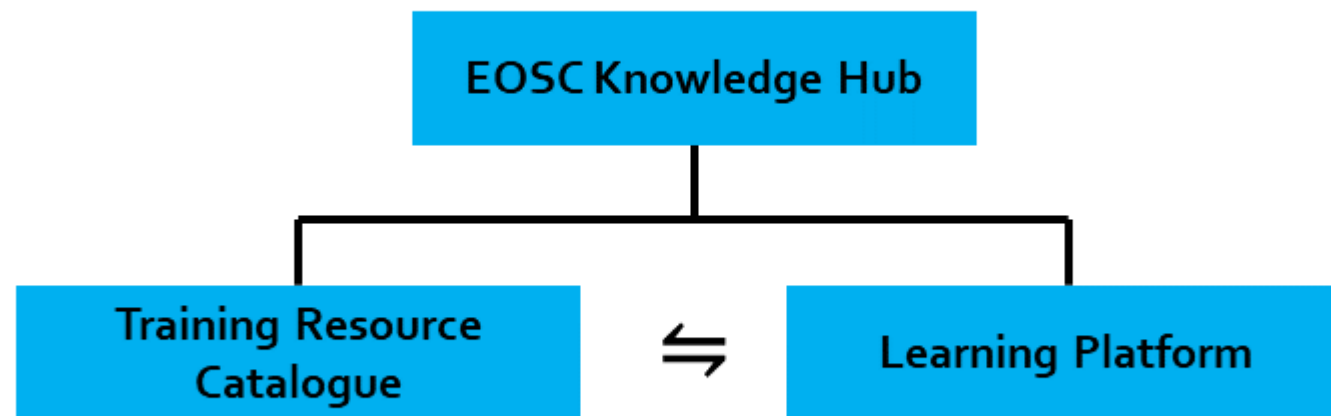 EOSC Knowledge Hub
Training Resource
Catalogue
⇋
Learning Platform